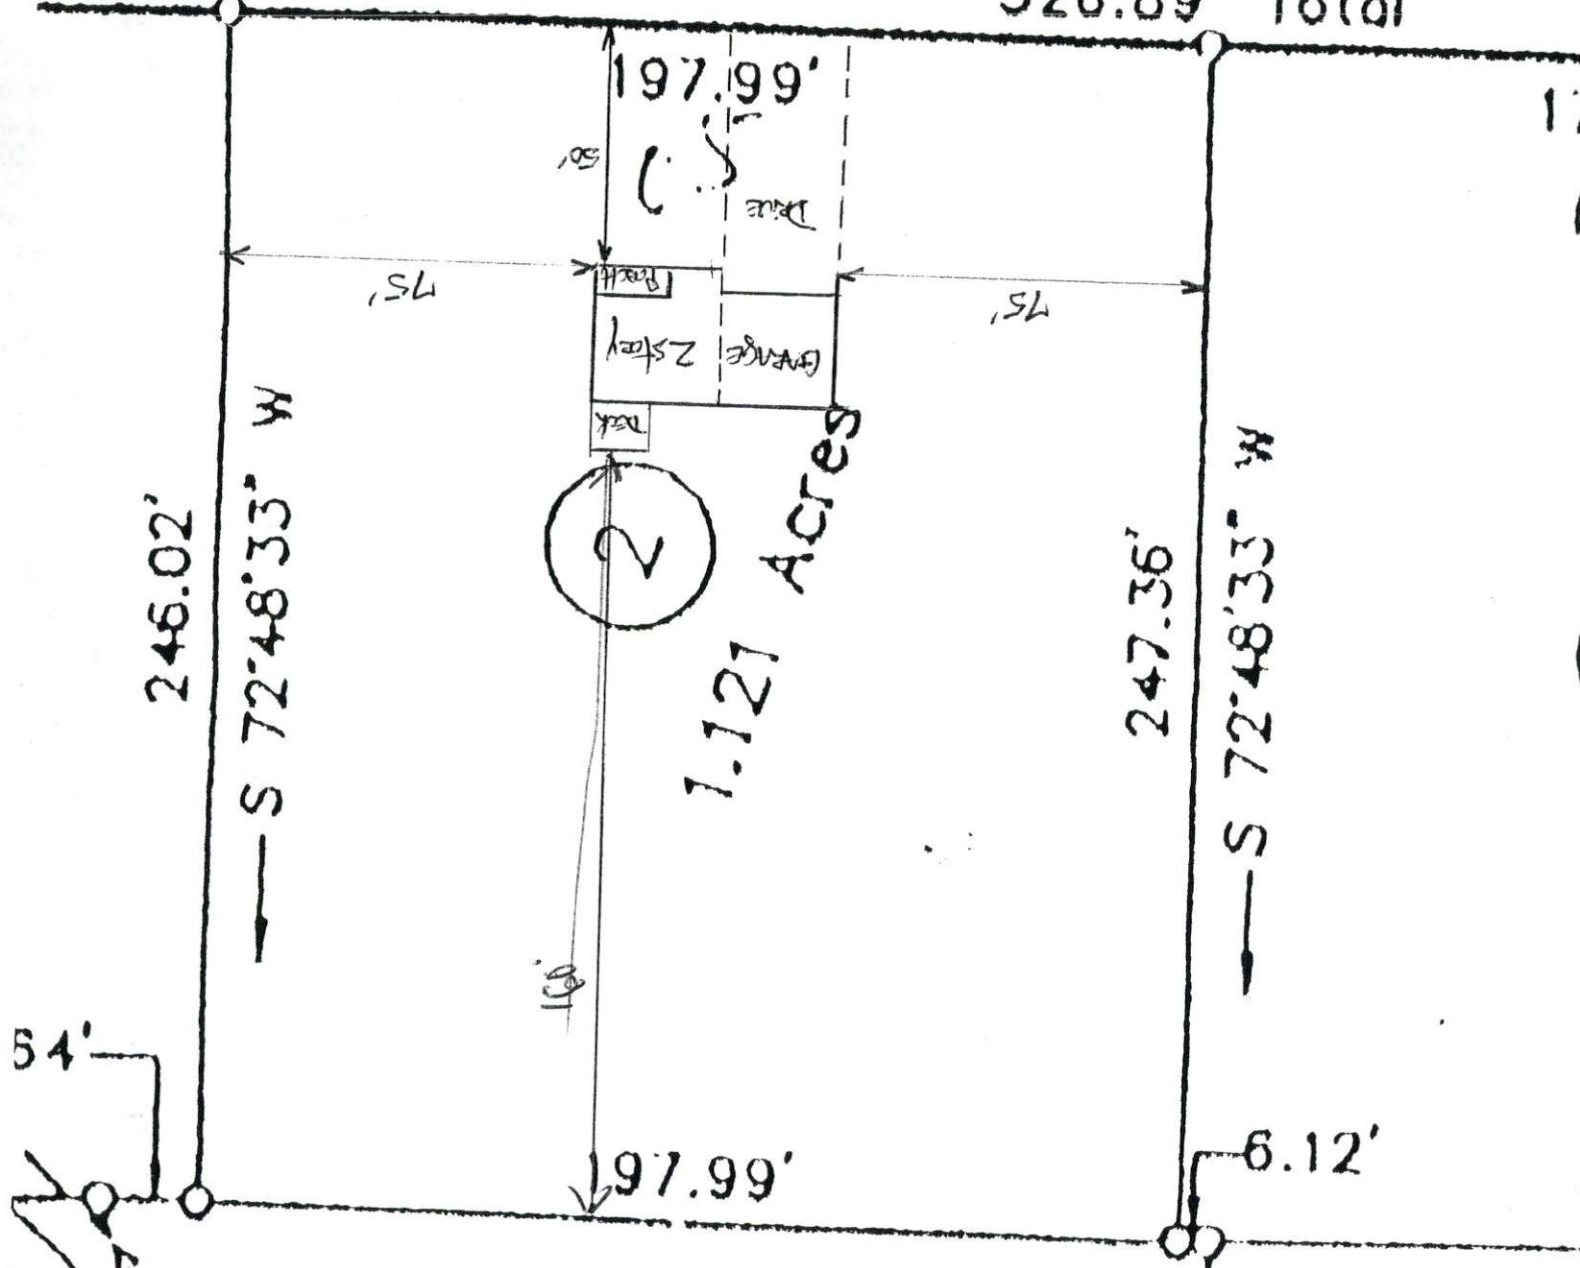 Total
197.99'
50'
Drive
75'
75'
Porch
2 story
GARAGE
Deck
2
1.121 Acres
246.02'
S 72°48'33" W
247.36'
S 72°48'33" W
54'
6.12'
197.99'